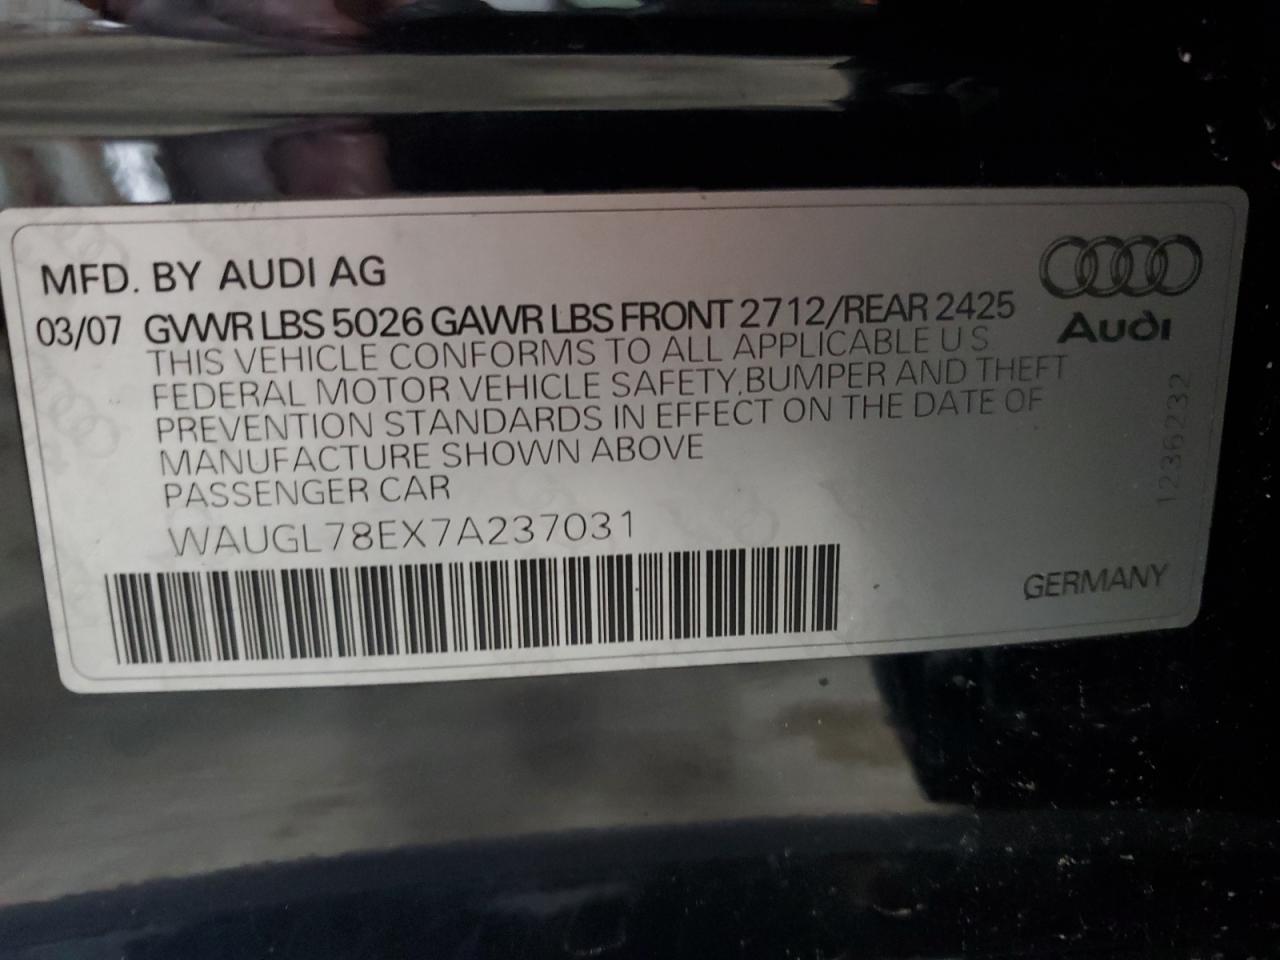 MFD. BY AUDI AG
03/07 GVWR LBS 5026 GAWR LBS FRONT 2712/REAR 2425
THIS VEHICLE CONFORMS TO ALL APPLICABLE U S
FEDERAL MOTOR VEHICLE SAFETY, BUMPER AND THEFT
PREVENTION STANDARDS IN EFFECT ON THE DATE OF
MANUFACTURE SHOWN ABOVE
PASSENGER CAR
WAUGL78EX7A237031
Audi
1236232
GERMANY